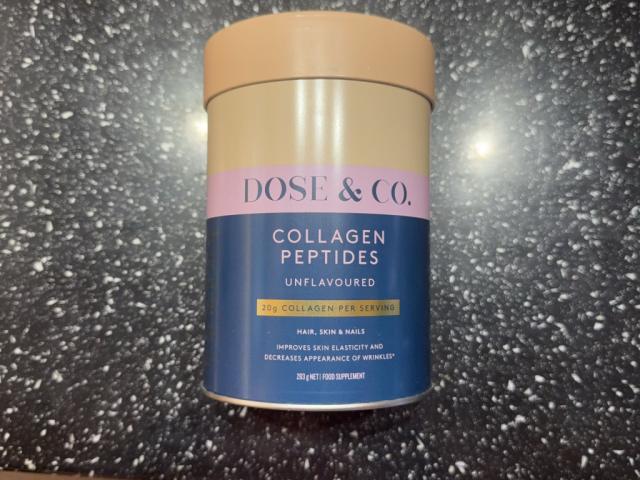 DOSE & CO.
COLLAGEN
PEPTIDES
UNFLAVOURED
20g COLLAGEN PER SERVING
HAIR, SKIN & NAILS
IMPROVES SKIN ELASTICITY AND
DECREASES APPEARANCE OF WRINKLES*
283 g NET | FOOD SUPPLEMENT